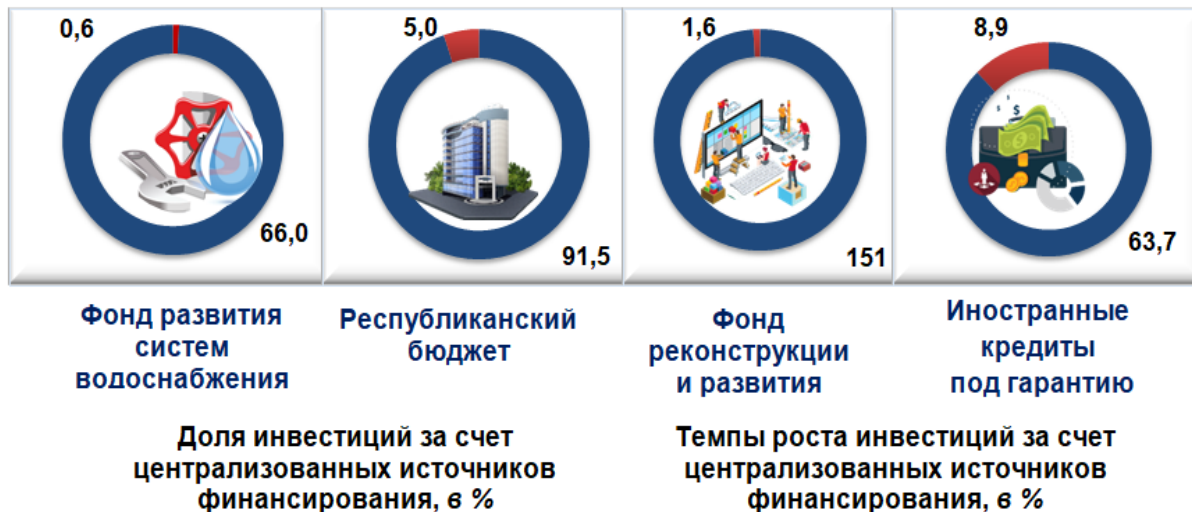 0,6
66,0
5,0
91,5
1,6
151
8,9
63,7
Фонд развития
систем
водоснабжения
Республиканский
бюджет
Фонд
реконструкции
и развития
Иностранные
кредиты
под гарантию
Доля инвестиций за счет
централизованных источников
финансирования, в %
Темпы роста инвестиций за счет
централизованных источников
финансирования, в %